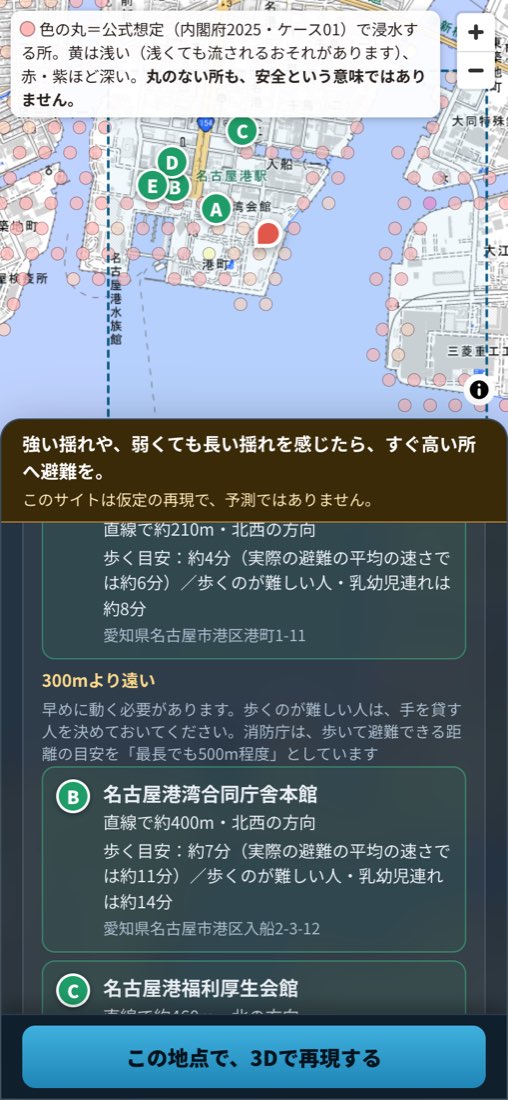 色の丸＝公式想定（内閣府2025・ケース01）で浸水す
る所。黄は浅い（浅くても流されるおそれがあります）、
赤・紫ほど深い。丸のない所も、安全という意味ではあり
ません。
+
−
大同特殊
154
C
入船
D
名古屋港駅
E
B
A
湾会館
築地町
港町
大江
屋検疫所
名古屋港水族館
三菱重工
i
強い揺れや、弱くても長い揺れを感じたら、すぐ高い所
へ避難を。
このサイトは仮定の再現で、予測ではありません。
直線で約210m・北西の方向
歩く目安：約4分（実際の避難の平均の速さで
は約6分）／歩くのが難しい人・乳幼児連れは
約8分
愛知県名古屋市港区港町1-11
300mより遠い
早めに動く必要があります。歩くのが難しい人は、手を貸す
人を決めておいてください。消防庁は、歩いて避難できる距
離の目安を「最長でも500m程度」としています
B
名古屋港湾合同庁舎本館
直線で約400m・北西の方向
歩く目安：約7分（実際の避難の平均の速さで
は約11分）／歩くのが難しい人・乳幼児連れ
は約14分
愛知県名古屋市港区入船2-3-12
C
名古屋港福利厚生会館
この地点で、3Dで再現する